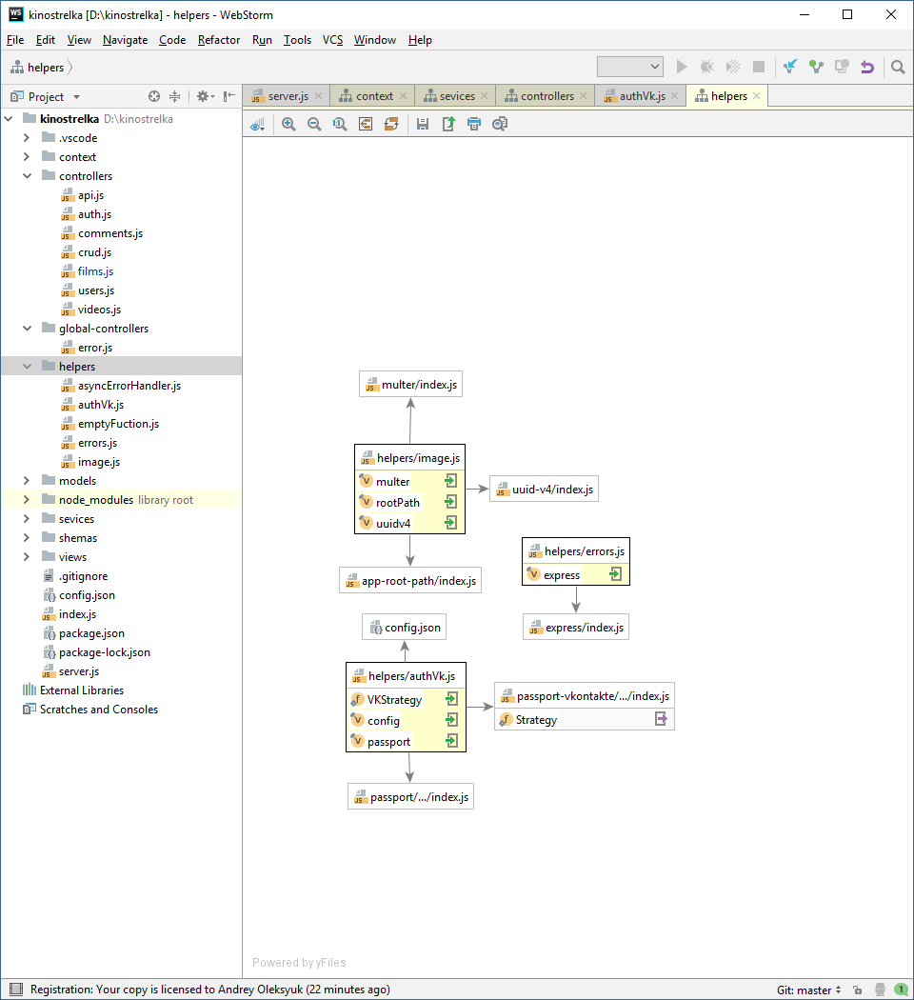 WS kinostrelka [D:\kinostrelka] - helpers - WebStorm
File Edit View Navigate Code Refactor Run Tools VCS Window Help
helpers
Project
server.js context sevices controllers authVk.js helpers
kinostrelka D:\kinostrelka
.vscode
context
controllers
api.js
auth.js
comments.js
crud.js
films.js
users.js
videos.js
global-controllers
error.js
helpers
asyncErrorHandler.js
authVk.js
emptyFuction.js
errors.js
image.js
models
node_modules library root
sevices
shemas
views
.gitignore
config.json
index.js
package.json
package-lock.json
server.js
External Libraries
Scratches and Consoles
multer/index.js
helpers/image.js
multer
rootPath
uuidv4
uuid-v4/index.js
app-root-path/index.js
helpers/errors.js
express
express/index.js
config.json
helpers/authVk.js
VKStrategy
config
passport
passport-vkontakte/.../index.js
Strategy
passport/.../index.js
Powered by yFiles
Registration: Your copy is licensed to Andrey Oleksyuk (22 minutes ago)
Git: master
1